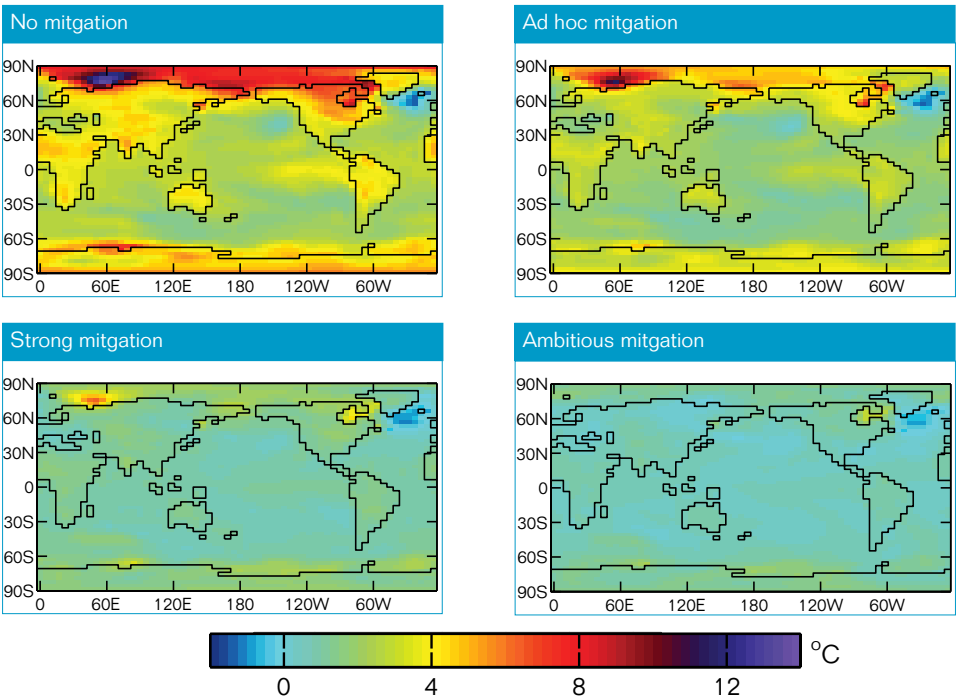 No mitgation
90N
60N
30N
0
30S
60S
90S
0 60E 120E 180 120W 60W
Ad hoc mitgation
90N
60N
30N
0
30S
60S
90S
0 60E 120E 180 120W 60W
Strong mitgation
90N
60N
30N
0
30S
60S
90S
0 60E 120E 180 120W 60W
Ambitious mitgation
90N
60N
30N
0
30S
60S
90S
0 60E 120E 180 120W 60W
°C
0 4 8 12